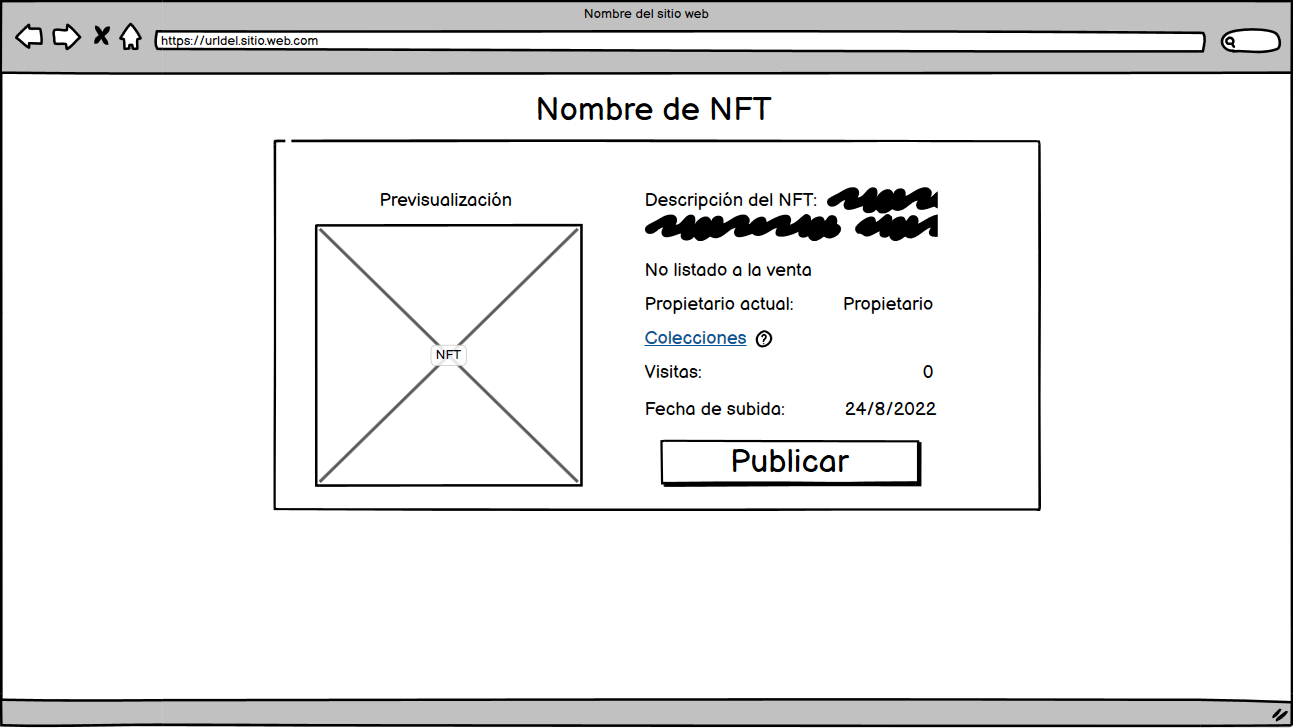 Nombre del sitio web
https://urldel.sitio.web.com
Nombre de NFT
Previsualización
NFT
Descripción del NFT:
No listado a la venta
Propietario actual: Propietario
Colecciones ?
Visitas: 0
Fecha de subida: 24/8/2022
Publicar